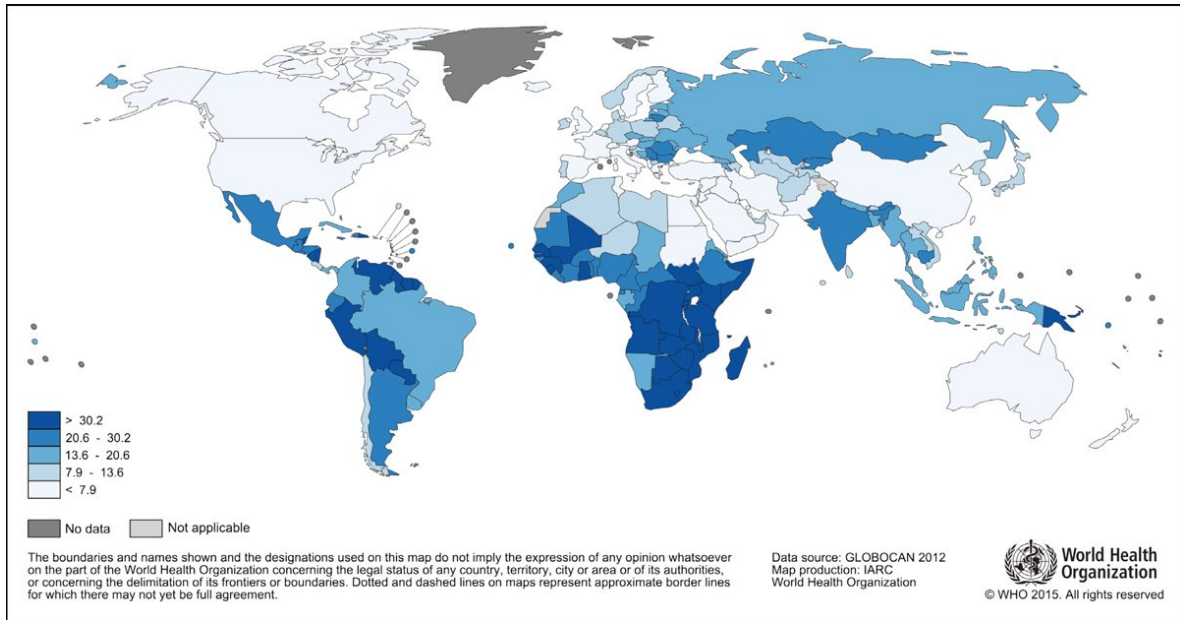 > 30.2
20.6 - 30.2
13.6 - 20.6
7.9 - 13.6
< 7.9
No data
Not applicable
The boundaries and names shown and the designations used on this map do not imply the expression of any opinion whatsoever
on the part of the World Health Organization concerning the legal status of any country, territory, city or area or of its authorities,
or concerning the delimitation of its frontiers or boundaries. Dotted and dashed lines on maps represent approximate border lines
for which there may not yet be full agreement.
Data source: GLOBOCAN 2012
Map production: IARC
World Health Organization
World Health
Organization
© WHO 2015. All rights reserved